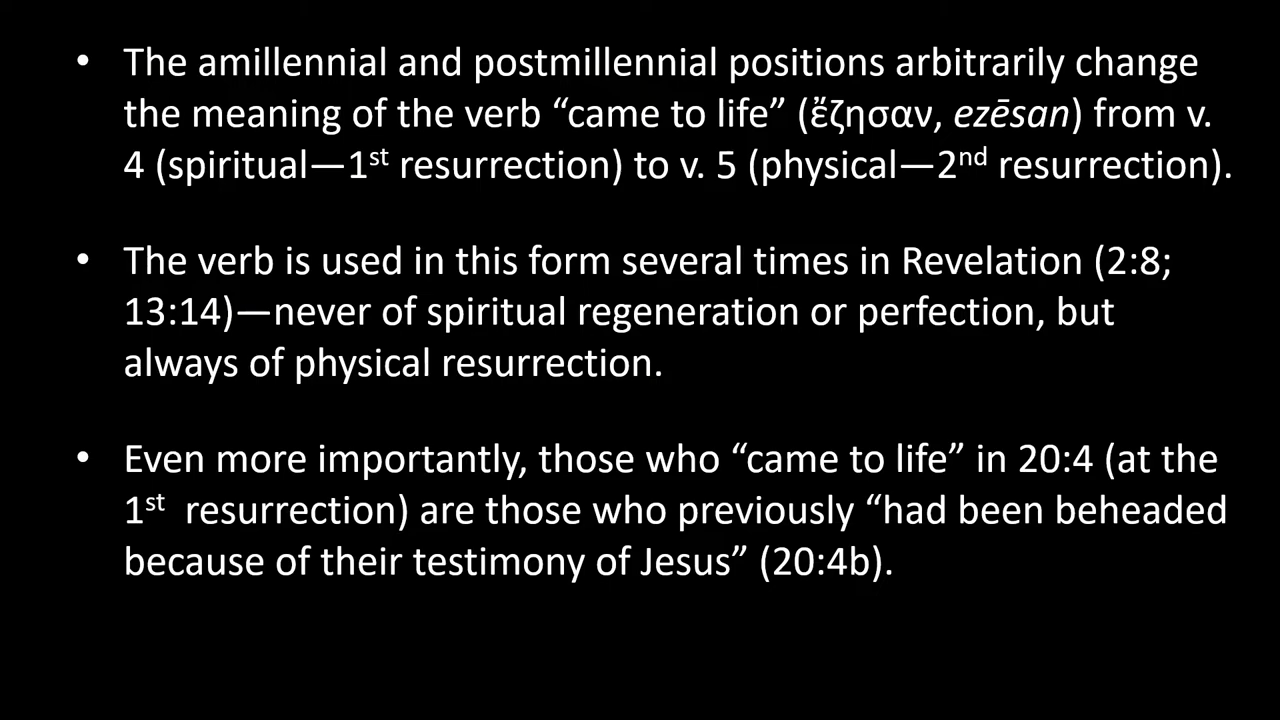 • The amillennial and postmillennial positions arbitrarily change
the meaning of the verb “came to life” (ἔζησαν, ezēsan) from v.
4 (spiritual—1st resurrection) to v. 5 (physical—2nd resurrection).
• The verb is used in this form several times in Revelation (2:8;
13:14)—never of spiritual regeneration or perfection, but
always of physical resurrection.
• Even more importantly, those who “came to life” in 20:4 (at the
1st resurrection) are those who previously “had been beheaded
because of their testimony of Jesus” (20:4b).